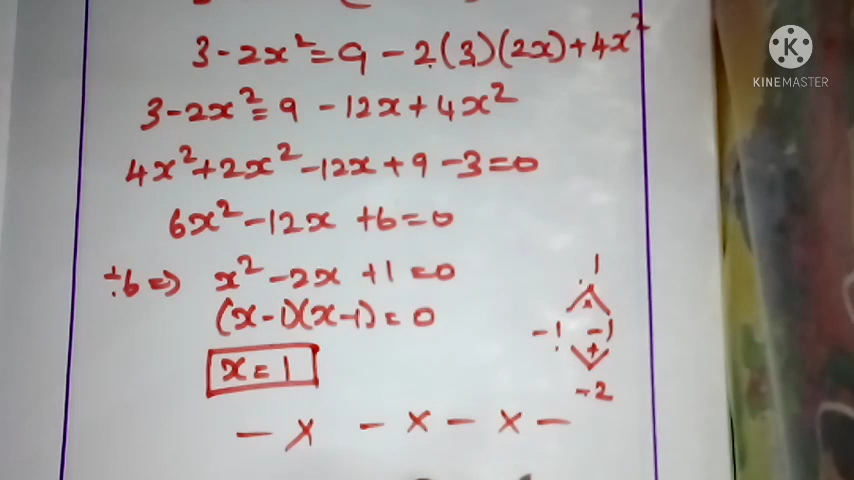 3 - 2x² = 9 - 2(3)(2x) + 4x²
K
KINEMASTER
3 - 2x² = 9 - 12x + 4x²
4x² + 2x² - 12x + 9 - 3 = 0
6x² - 12x + 6 = 0
÷6 ⇒ x² - 2x + 1 = 0
(x - 1)(x - 1) = 0
x = 1
1
x
-1 -1
+
-2
- x - x - x -